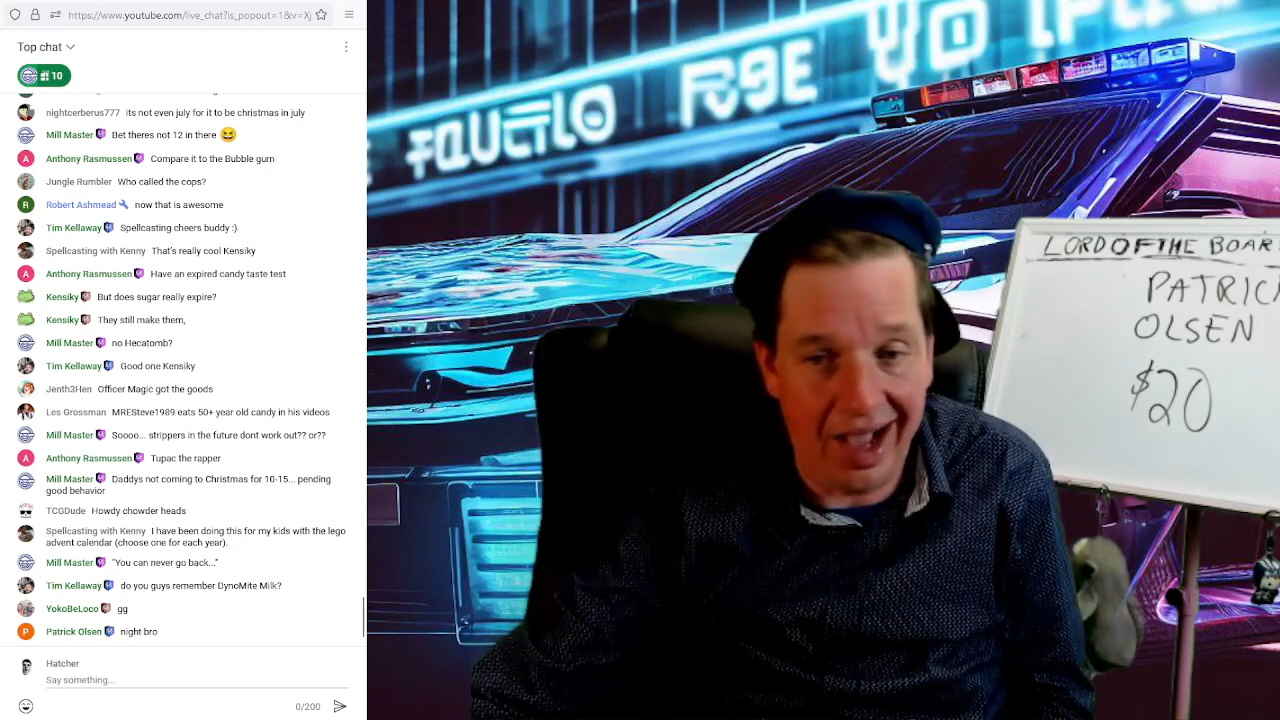 https://www.youtube.com/live_chat?is_popout=1&v=Xj
Top chat
10
nightcerberus777 its not even july for it to be christmas in july
Mill Master Bet theres not 12 in there 😆
Anthony Rasmussen Compare it to the Bubble gum
Jungle Rumbler Who called the cops?
Robert Ashmead now that is awesome
Tim Kellaway Spellcasting cheers buddy :)
Spellcasting with Kenny That's really cool Kensiky
Anthony Rasmussen Have an expired candy taste test
Kensiky But does sugar really expire?
Kensiky They still make them,
Mill Master no Hecatomb?
Tim Kellaway Good one Kensiky
Jenth3Hen Officer Magic got the goods
Les Grossman MRESteve1989 eats 50+ year old candy in his videos
Mill Master Soooo... strippers in the future dont work out?? or??
Anthony Rasmussen Tupac the rapper
Mill Master Daddys not coming to Christmas for 10-15... pending
good behavior
TCGDude Howdy chowder heads
Spellcasting with Kenny I have been doing this for my kids with the lego
advent calendar (choose one for each year).
Mill Master "You can never go back..."
Tim Kellaway do you guys remember DynoMite Milk?
YokoBeLoco gg
Patrick Olsen night bro
Hatcher
Say something...
0/200
LORD OF THE BOAR
PATRIC
OLSEN
$20